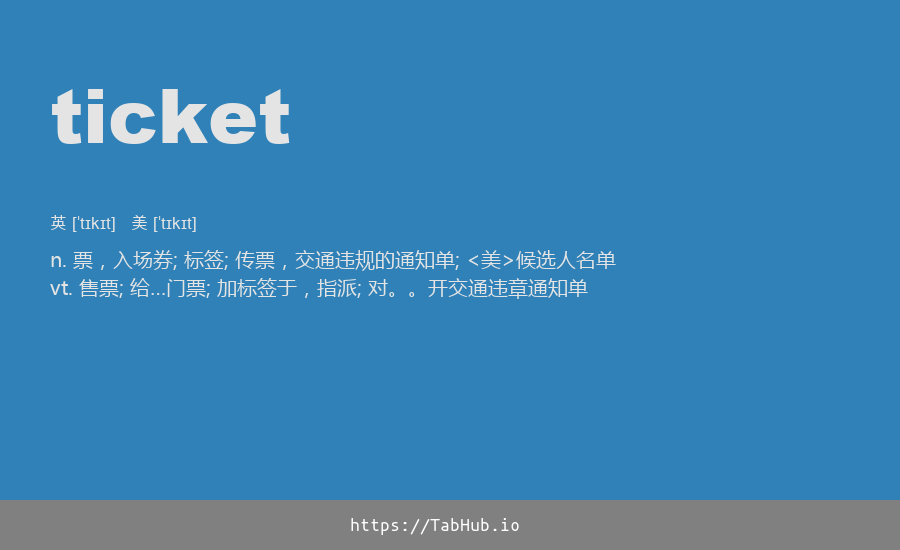 ticket
英 [ˈtɪkɪt] 美 [ˈtɪkɪt]
n. 票，入场券; 标签; 传票，交通违规的通知单; <美>候选人名单
vt. 售票; 给…门票; 加标签于，指派; 对。。开交通违章通知单
https://TabHub.io